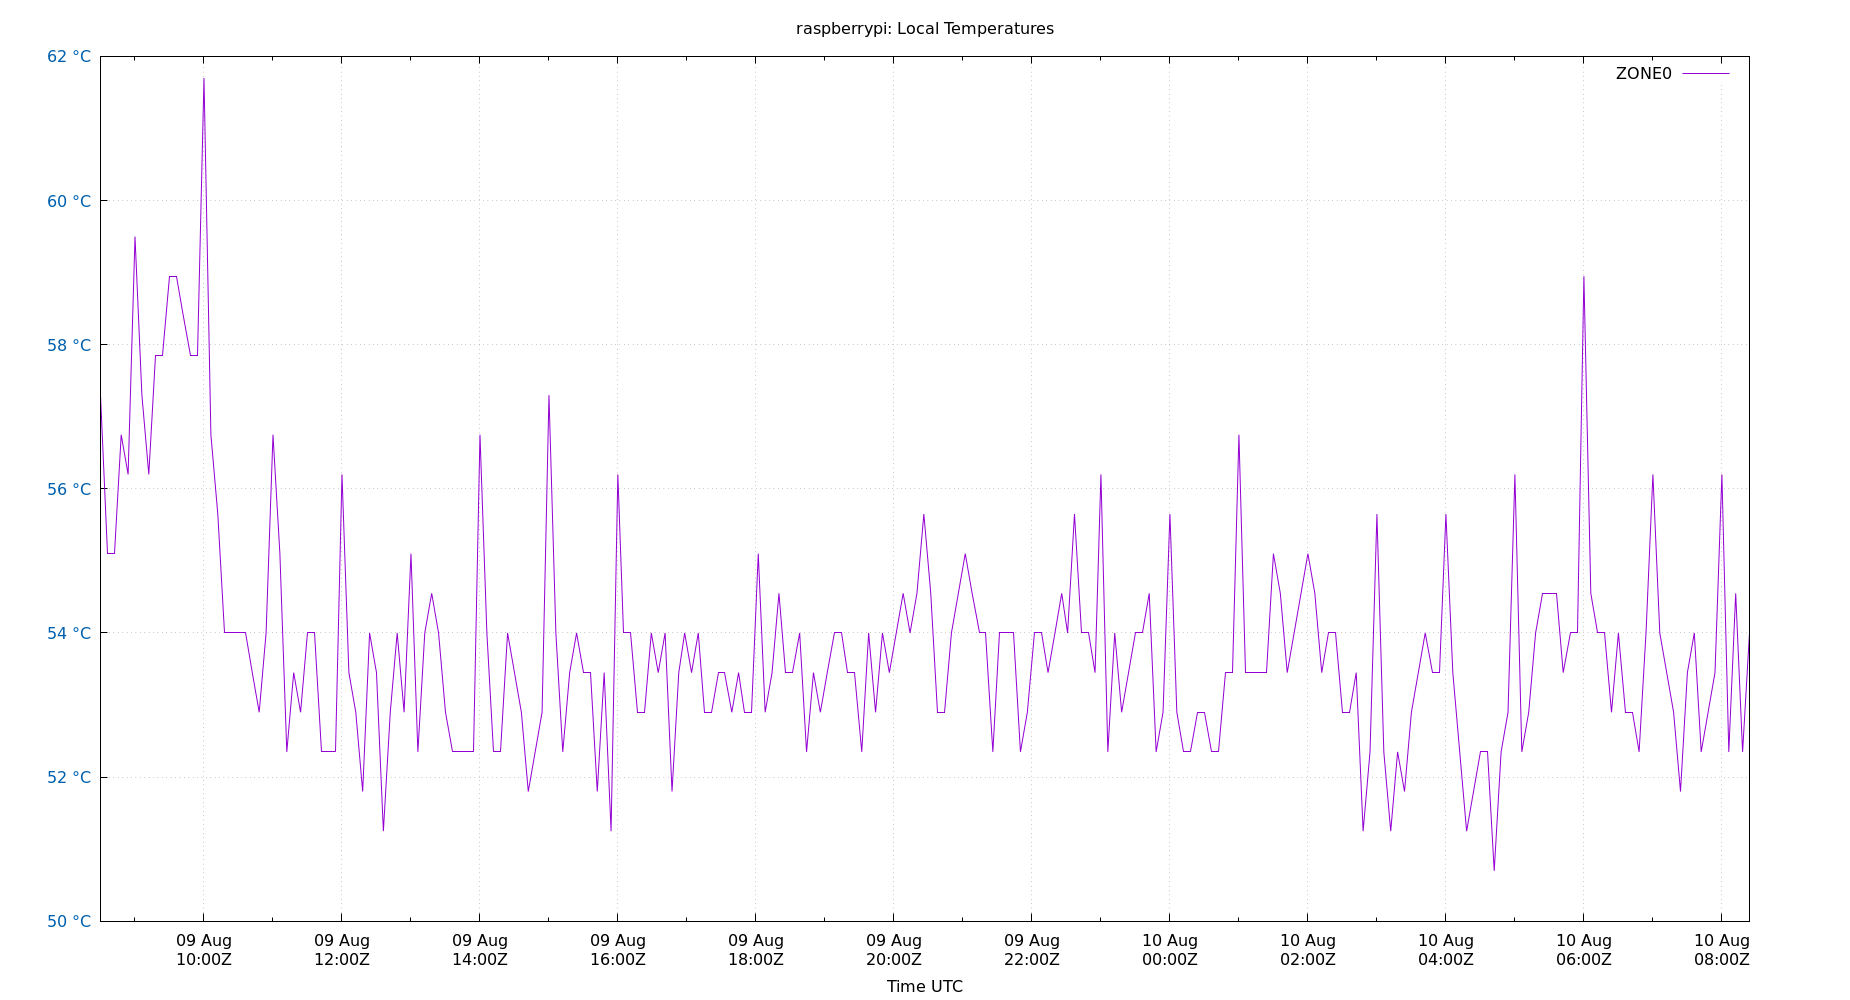 raspberrypi: Local Temperatures
ZONE0
62 °C
60 °C
58 °C
56 °C
54 °C
52 °C
50 °C
09 Aug 09 Aug 09 Aug 09 Aug 09 Aug 09 Aug 09 Aug 10 Aug 10 Aug 10 Aug 10 Aug 10 Aug
10:00Z 12:00Z 14:00Z 16:00Z 18:00Z 20:00Z 22:00Z 00:00Z 02:00Z 04:00Z 06:00Z 08:00Z
Time UTC